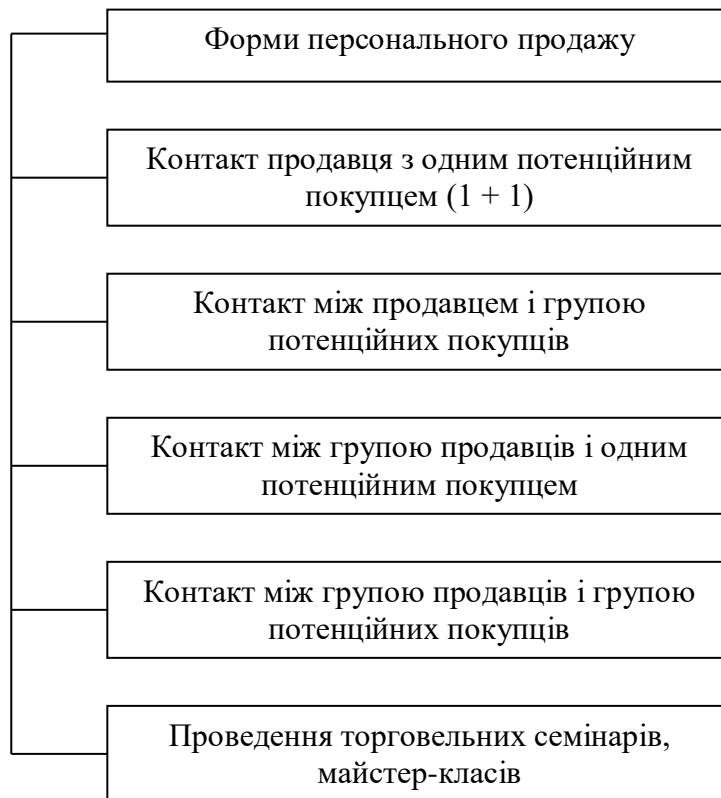 Форми персонального продажу
Контакт продавця з одним потенційним
покупцем (1 + 1)
Контакт між продавцем і групою
потенційних покупців
Контакт між групою продавців і одним
потенційним покупцем
Контакт між групою продавців і групою
потенційних покупців
Проведення торговельних семінарів,
майстер-класів